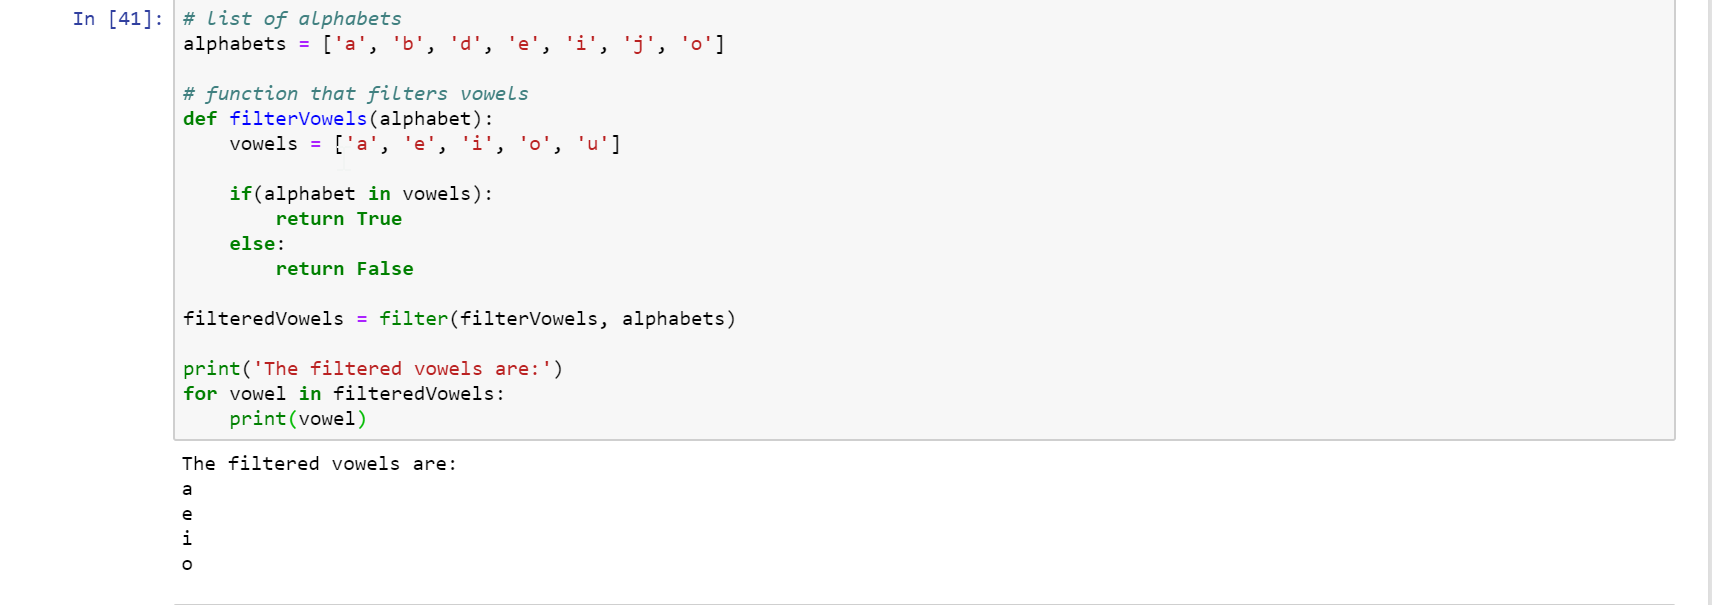 In [41]:
# list of alphabets
alphabets = ['a', 'b', 'd', 'e', 'i', 'j', 'o']
# function that filters vowels
def filterVowels(alphabet):
    vowels = ['a', 'e', 'i', 'o', 'u']
    if(alphabet in vowels):
        return True
    else:
        return False
filteredVowels = filter(filterVowels, alphabets)
print('The filtered vowels are:')
for vowel in filteredVowels:
    print(vowel)
The filtered vowels are:
a
e
i
o